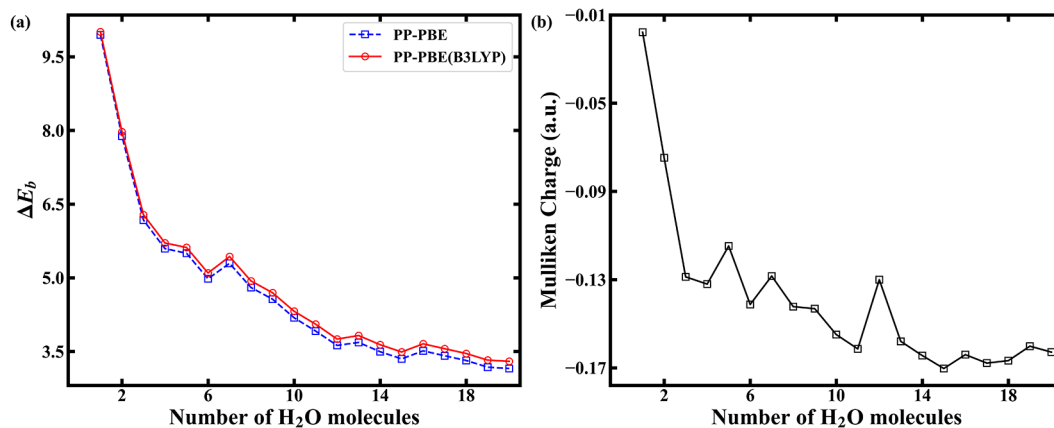 (a)
PP-PBE
PP-PBE(B3LYP)
9.5
8.0
6.5
5.0
3.5
ΔE_b
2 6 10 14 18
Number of H₂O molecules
(b)
−0.01
−0.05
−0.09
−0.13
−0.17
Mulliken Charge (a.u.)
2 6 10 14 18
Number of H₂O molecules